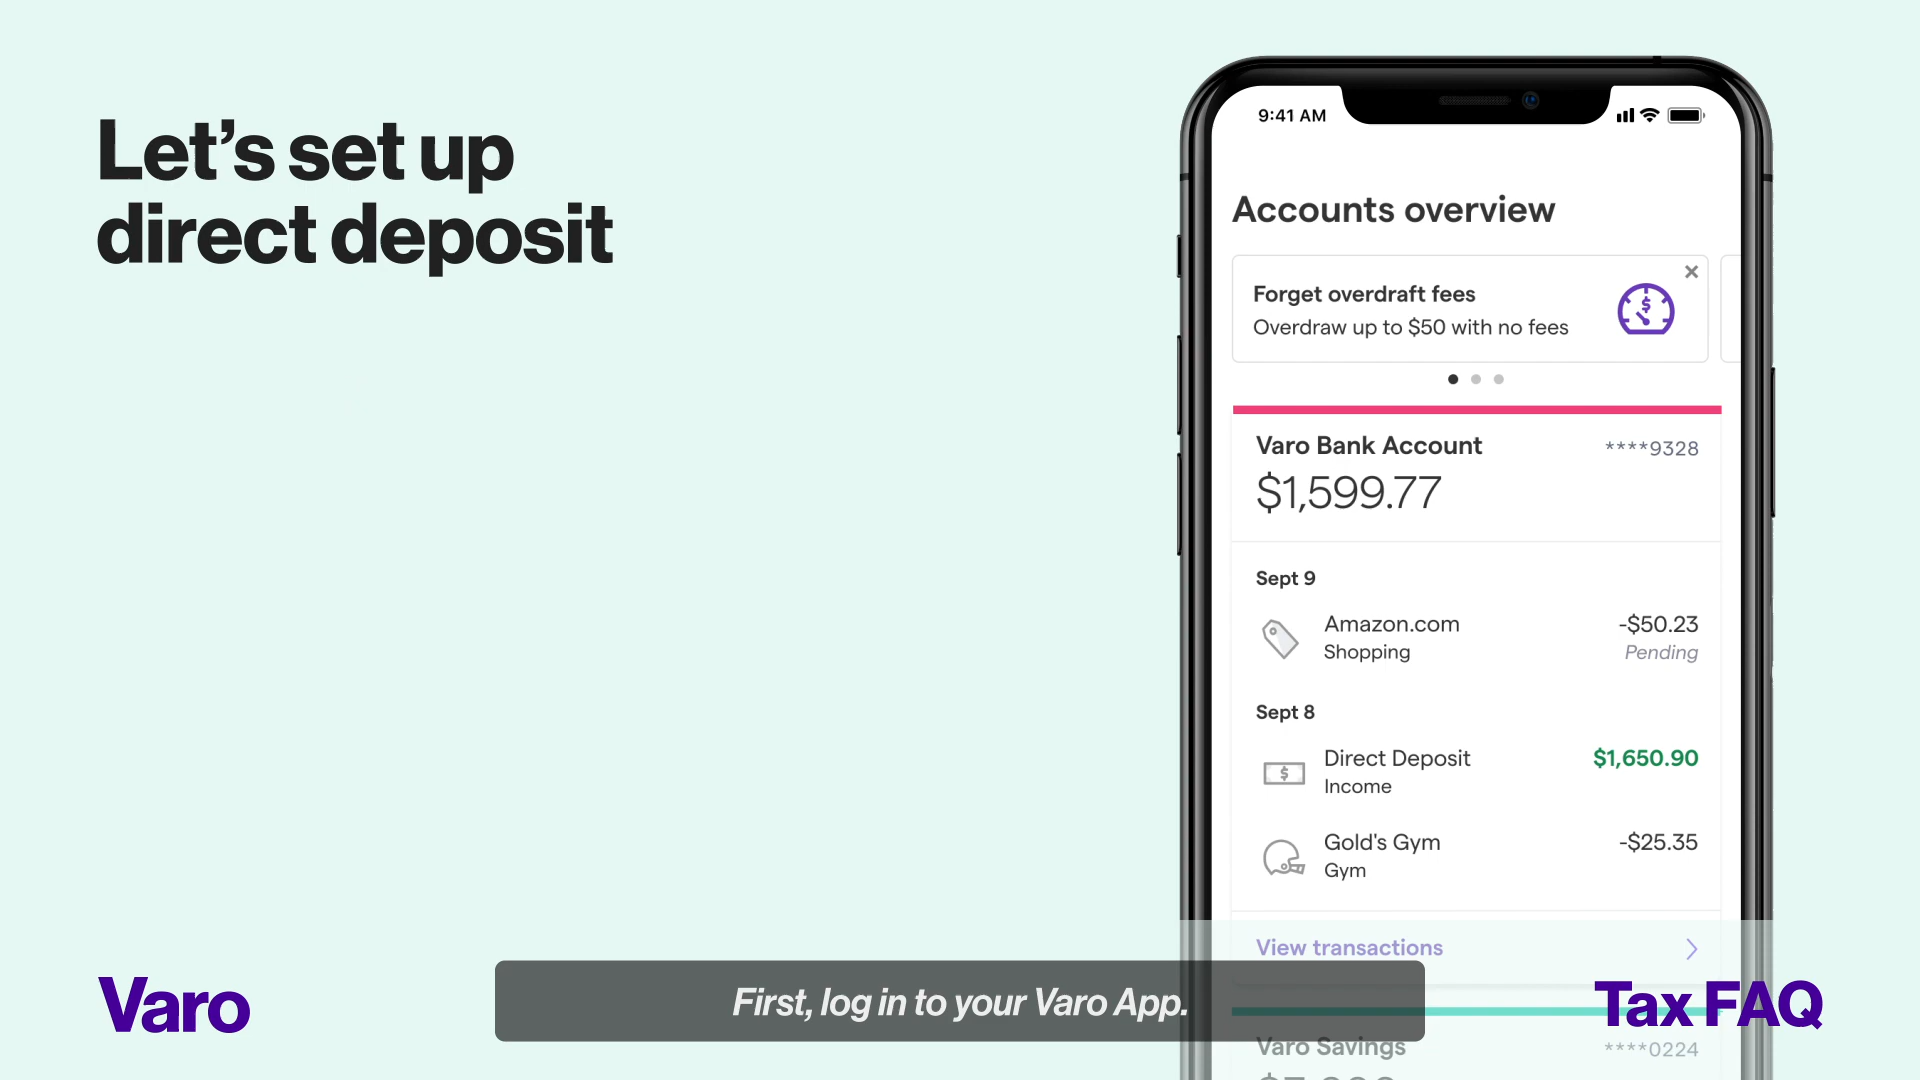 Let's set up
direct deposit
9:41 AM
Accounts overview
Forget overdraft fees
Overdraw up to $50 with no fees
Varo Bank Account
****9328
$1,599.77
Sept 9
Amazon.com
-$50.23
Shopping
Pending
Sept 8
Direct Deposit
$1,650.90
Income
Gold's Gym
-$25.35
Gym
View transactions
Varo
First, log in to your Varo App.
Tax FAQ
Varo Savings
****0224